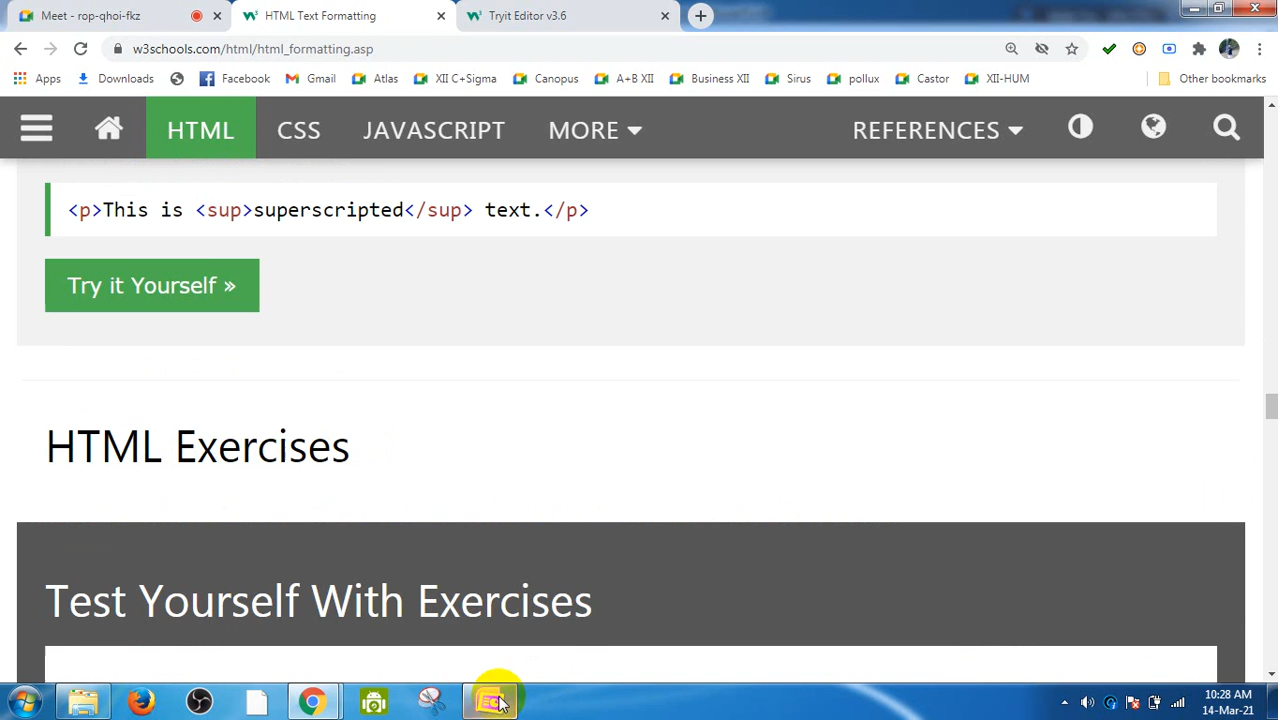 Meet - rop-qhoi-fkz
HTML Text Formatting
Tryit Editor v3.6
w3schools.com/html/html_formatting.asp
Apps Downloads Facebook Gmail Atlas XII C+Sigma Canopus A+B XII Business XII Sirus pollux Castor XII-HUM Other bookmarks
HTML CSS JAVASCRIPT MORE REFERENCES
<p>This is <sup>superscripted</sup> text.</p>
Try it Yourself »
HTML Exercises
Test Yourself With Exercises
10:28 AM
14-Mar-21